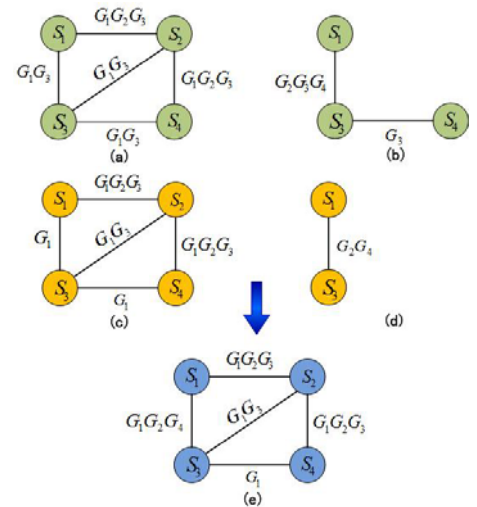 G₁G₂G₃
S₁ S₂
G₁G₃ G₁G₃ G₁G₂G₃
S₃ S₄
G₁G₃
(a)
S₁
G₂G₃G₄
S₃ S₄
G₃
(b)
G₁G₂G₃
S₁ S₂
G₁ G₁G₃ G₁G₂G₃
S₃ S₄
G₁
(c)
S₁
G₂G₄
S₃
(d)
G₁G₂G₃
S₁ S₂
G₁G₂G₄ G₁G₃ G₁G₂G₃
S₃ S₄
G₁
(e)